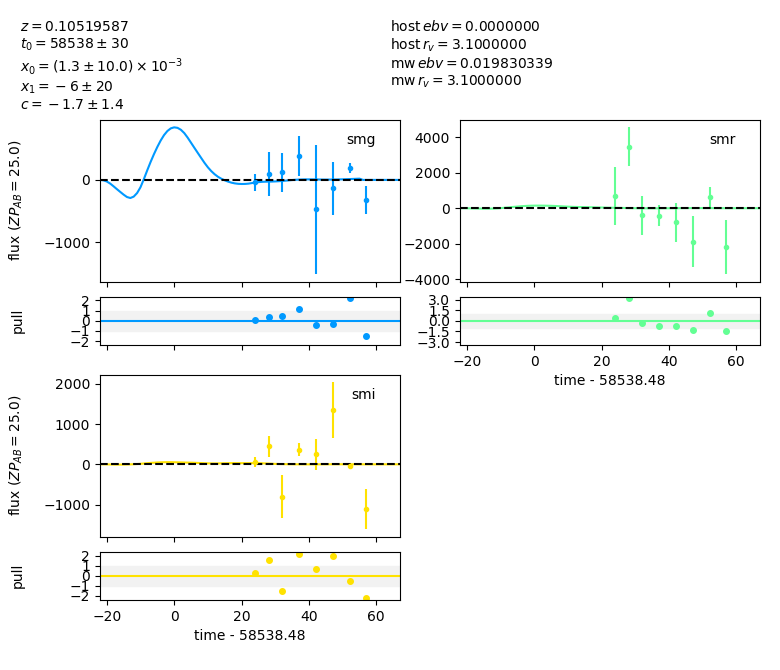 z = 0.10519587
t₀ = 58538 ± 30
x₀ = (1.3 ± 10.0) × 10⁻³
x₁ = −6 ± 20
c = −1.7 ± 1.4
host ebv = 0.0000000
host r_v = 3.1000000
mw ebv = 0.019830339
mw r_v = 3.1000000
smg
flux (ZP_AB = 25.0)
0
−1000
smr
4000
2000
0
−2000
−4000
pull
2
1
0
−1
−2
3.0
1.5
0.0
−1.5
−3.0
−20
0
20
40
60
time - 58538.48
smi
flux (ZP_AB = 25.0)
2000
1000
0
−1000
pull
2
1
0
−1
−2
−20
0
20
40
60
time - 58538.48